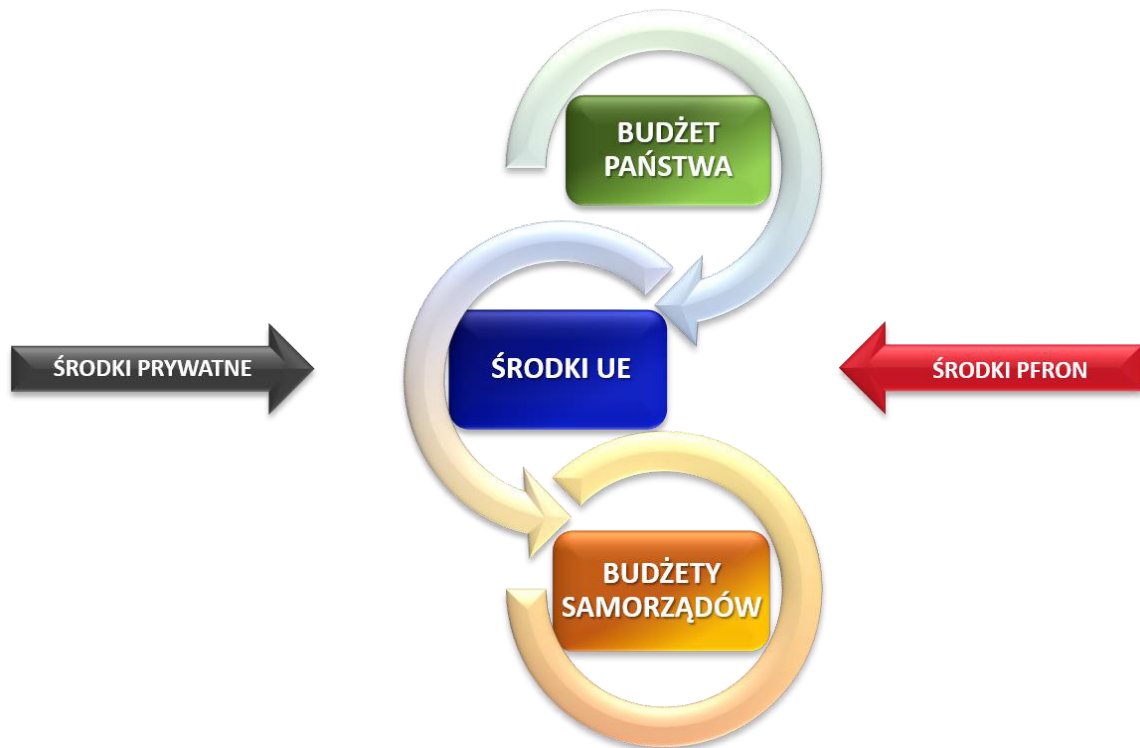 BUDŻET
PAŃSTWA
ŚRODKI UE
ŚRODKI PRYWATNE
ŚRODKI PFRON
BUDŻETY
SAMORZĄDÓW